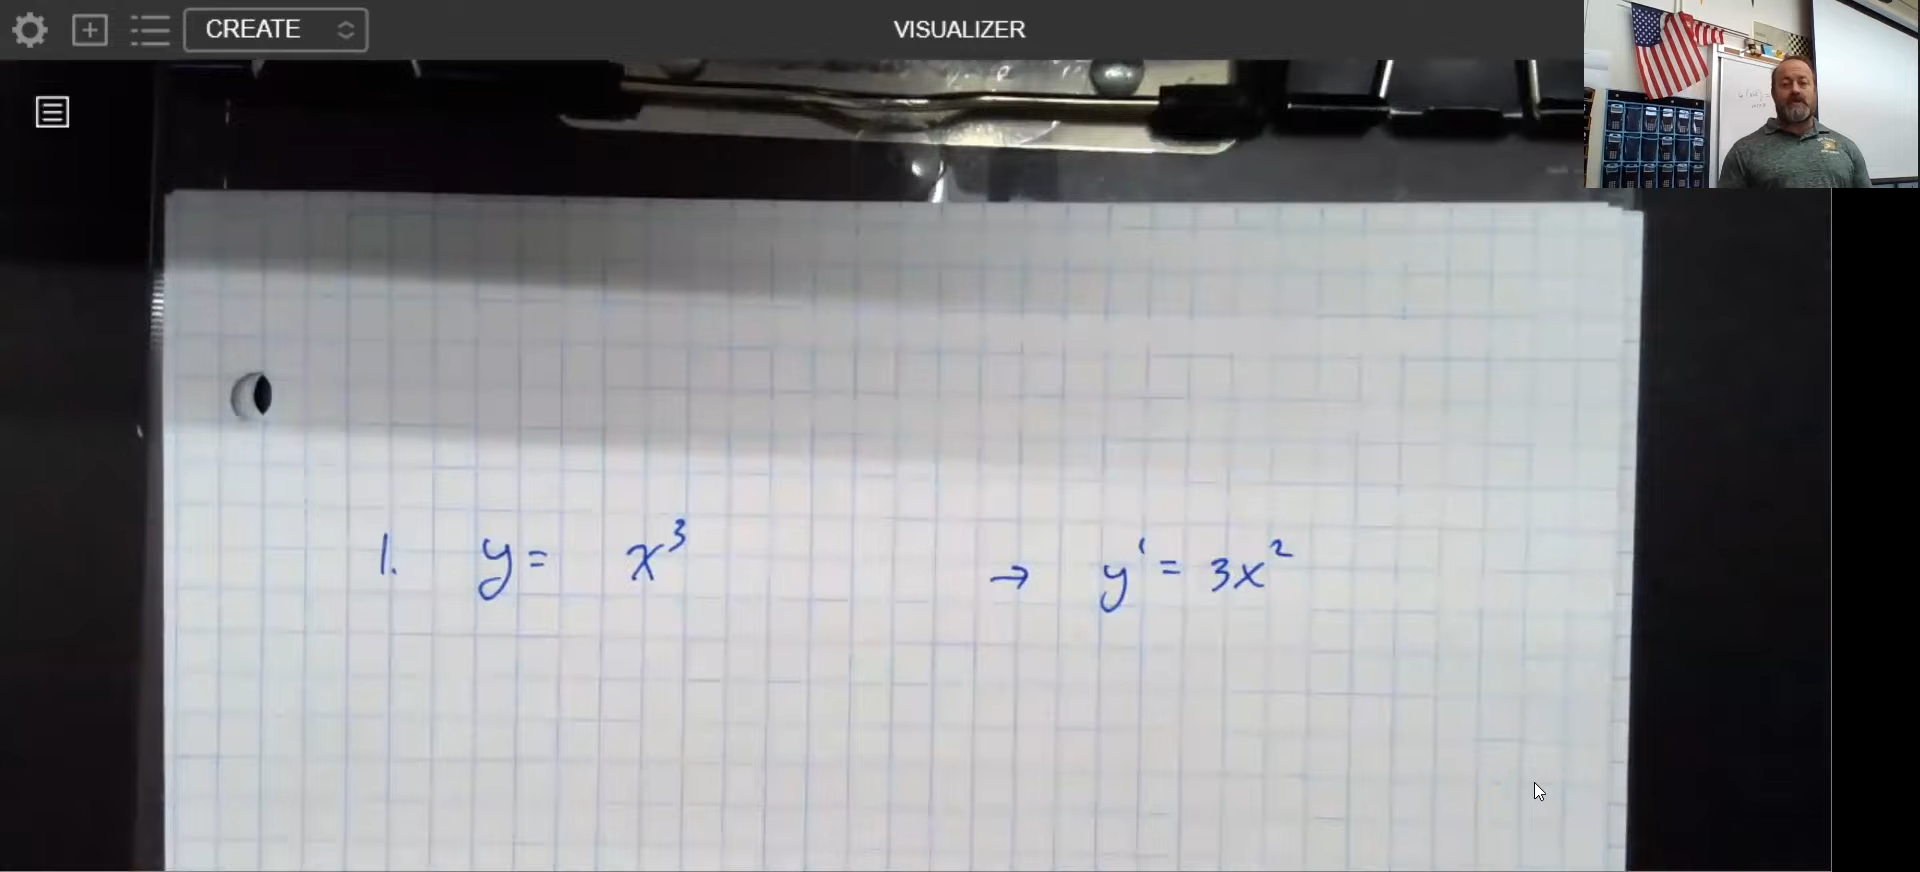 CREATE
VISUALIZER
1. y = x³ → y' = 3x²